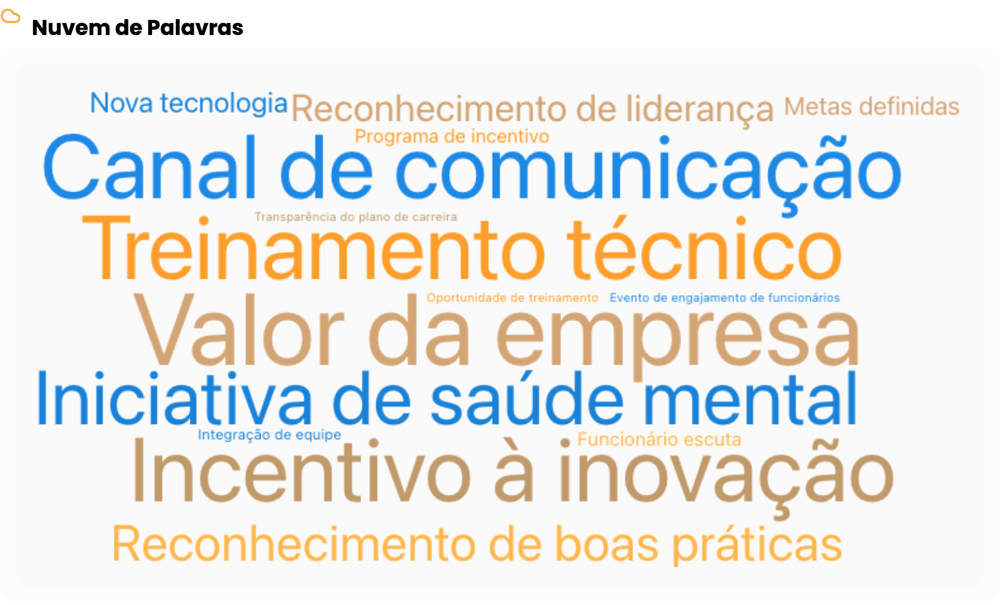 Nuvem de Palavras
Nova tecnologia Reconhecimento de liderança Metas definidas
Programa de incentivo
Canal de comunicação
Transparência do plano de carreira
Treinamento técnico
Oportunidade de treinamento Evento de engajamento de funcionários
Valor da empresa
Iniciativa de saúde mental
Integração de equipe Funcionário escuta
Incentivo à inovação
Reconhecimento de boas práticas